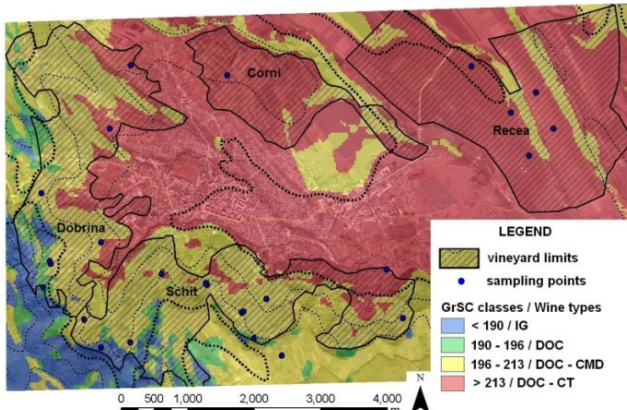 Corni
Recea
Dobrina
Schit
LEGEND
vineyard limits
sampling points
GrSC classes / Wine types
< 190 / IG
190 - 196 / DOC
196 - 213 / DOC - CMD
> 213 / DOC - CT
N
0 500 1,000 2,000 3,000 4,000
m